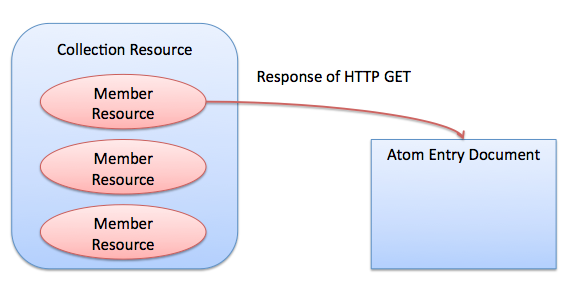 Collection Resource
Member
Resource
Response of HTTP GET
Member
Resource
Atom Entry Document
Member
Resource